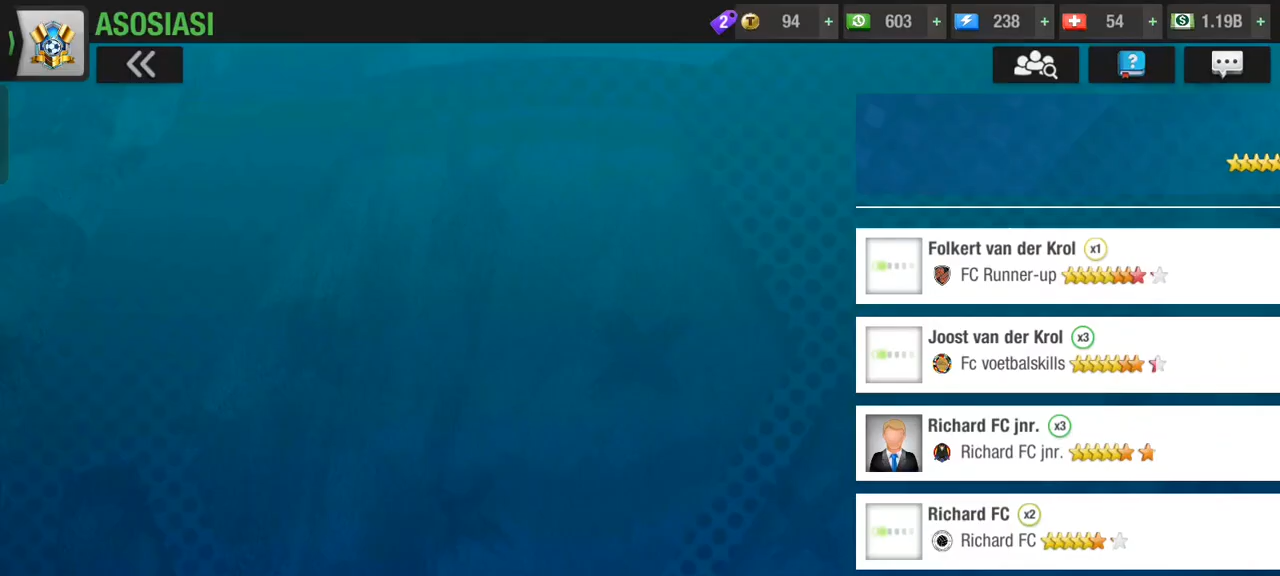 ASOSIASI
2 T 94 + 603 + 238 + 54 + $ 1.19B +
?
Folkert van der Krol x1
FC Runner-up
Joost van der Krol x3
Fc voetbalskills
Richard FC jnr. x3
Richard FC jnr.
Richard FC x2
Richard FC